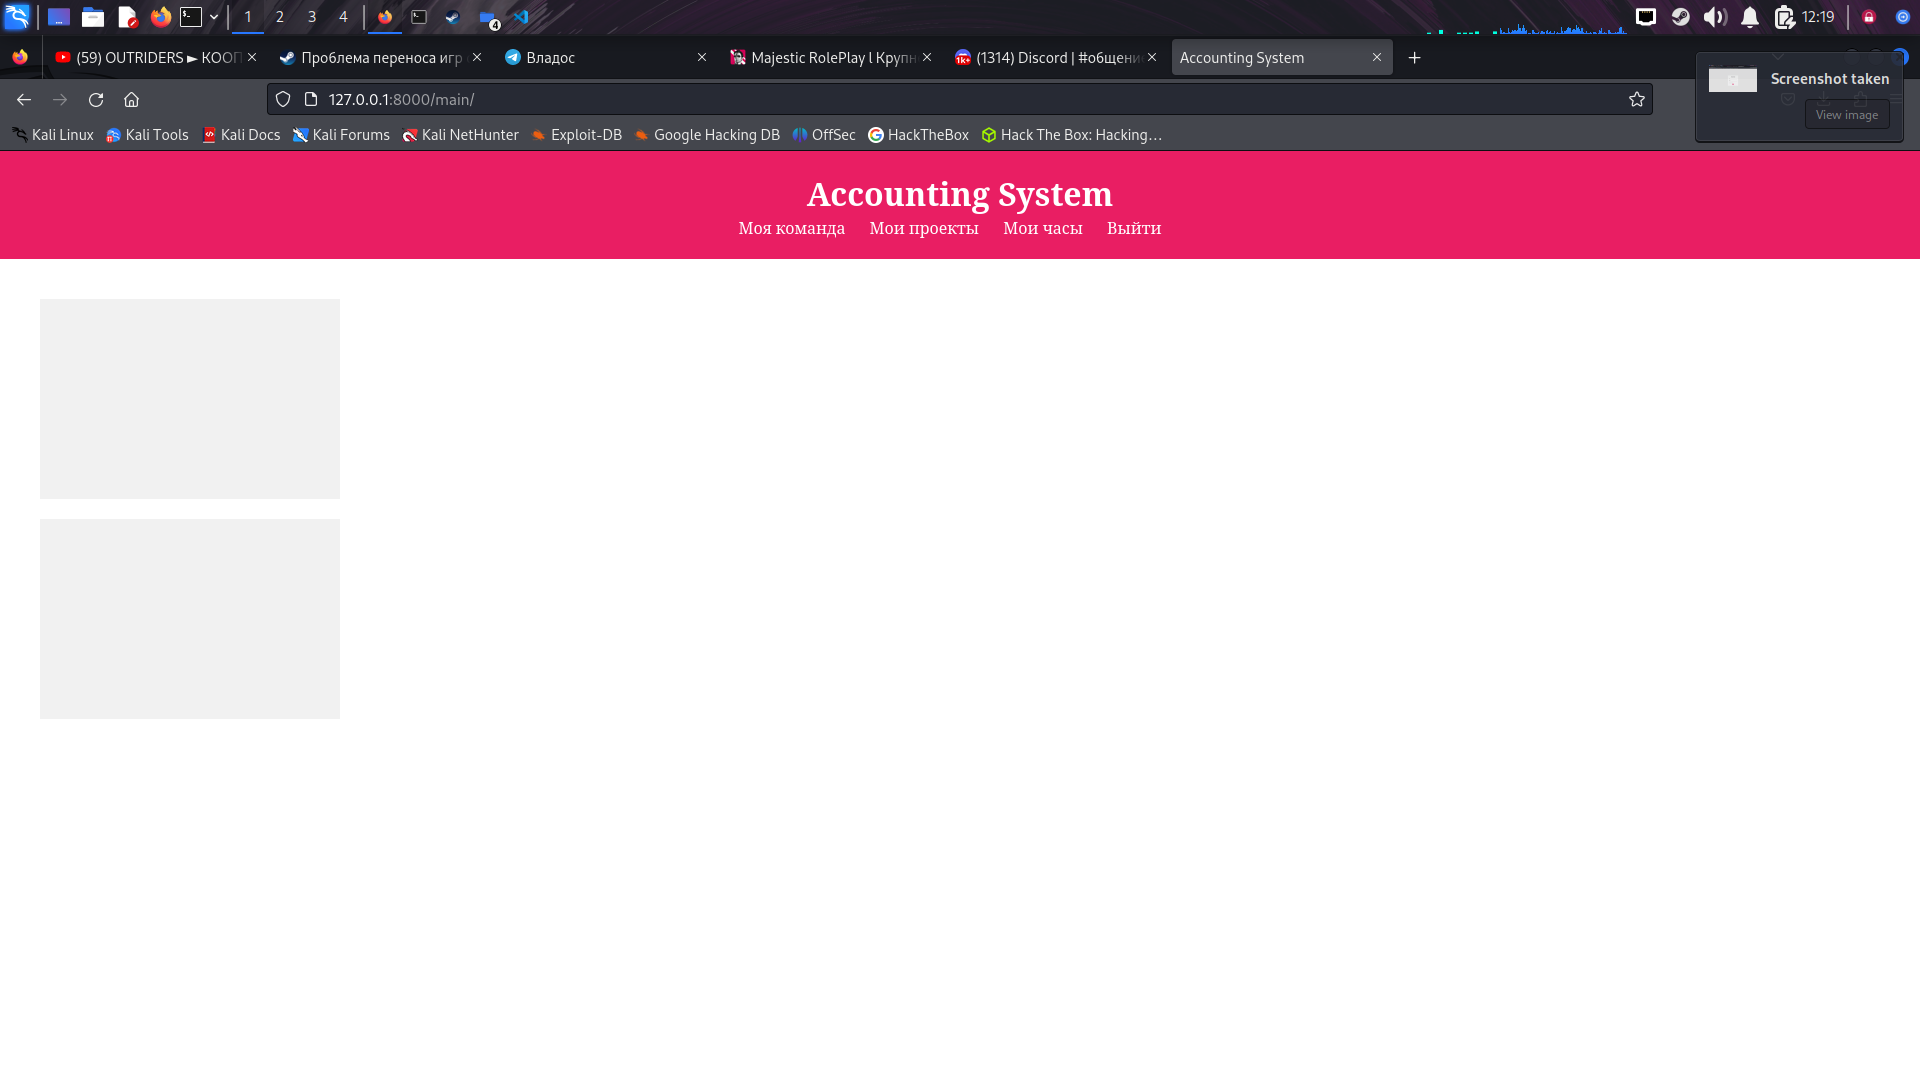 1 2 3 4
4
12:19
(59) OUTRIDERS ► КООП
Проблема переноса игр
Владос
Majestic RolePlay l Крупн
(1314) Discord | #общени
Accounting System
Screenshot taken
View image
127.0.0.1:8000/main/
Kali Linux
Kali Tools
Kali Docs
Kali Forums
Kali NetHunter
Exploit-DB
Google Hacking DB
OffSec
HackTheBox
Hack The Box: Hacking…
Accounting System
Моя команда Мои проекты Мои часы Выйти